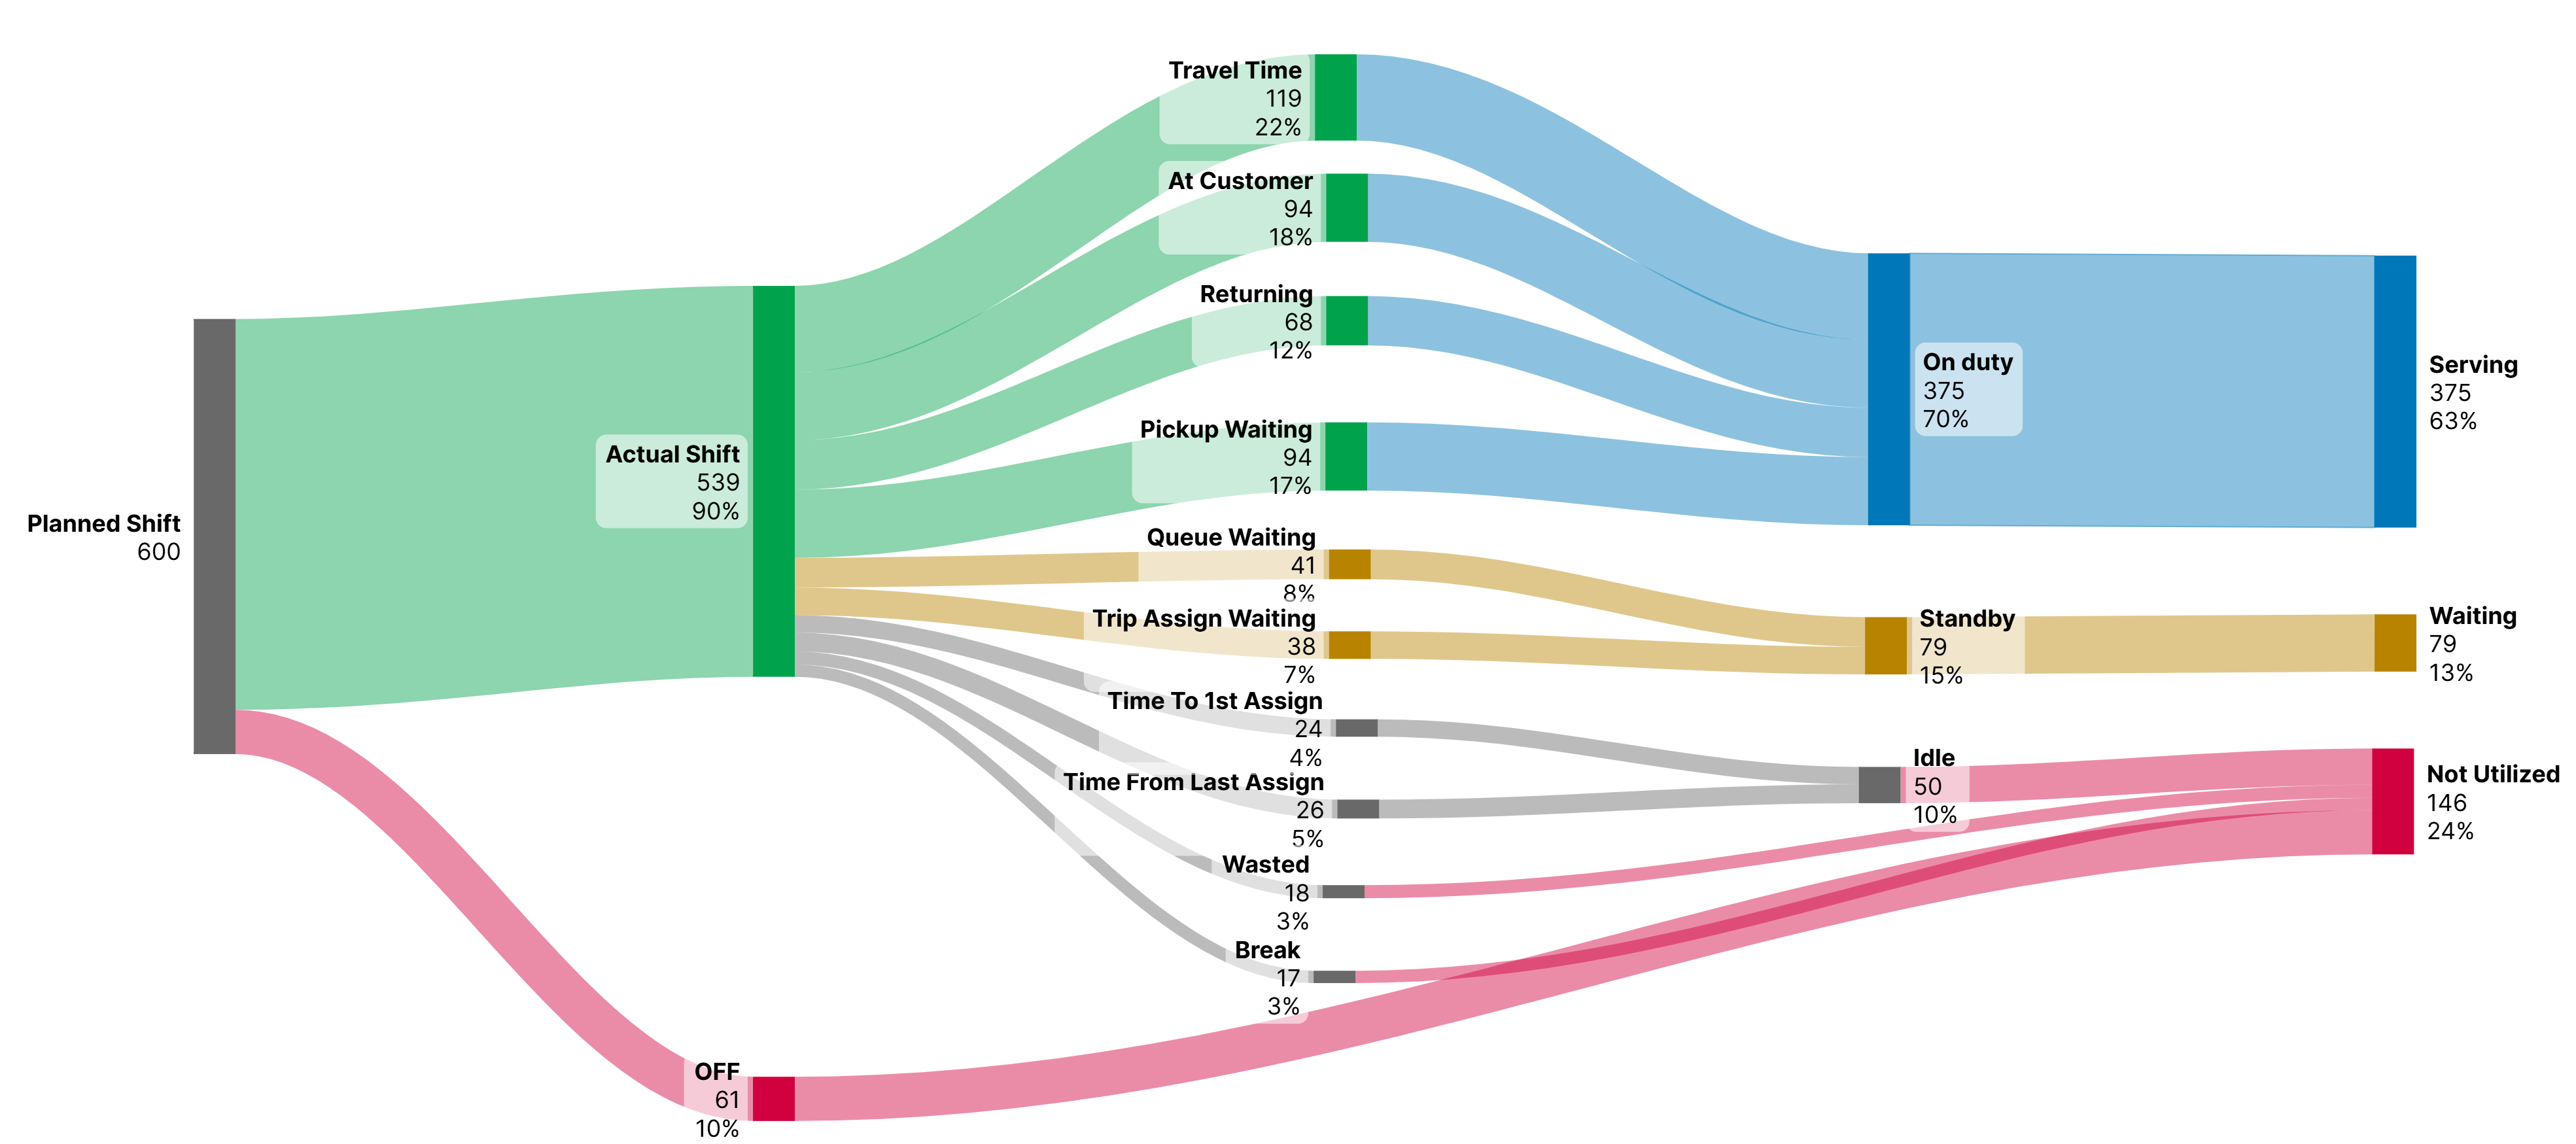 Planned Shift
600
Actual Shift
539
90%
OFF
61
10%
Travel Time
119
22%
At Customer
94
18%
Returning
68
12%
Pickup Waiting
94
17%
Queue Waiting
41
8%
Trip Assign Waiting
38
7%
Time To 1st Assign
24
4%
Time From Last Assign
26
5%
Wasted
18
3%
Break
17
3%
On duty
375
70%
Standby
79
15%
Idle
50
10%
Serving
375
63%
Waiting
79
13%
Not Utilized
146
24%